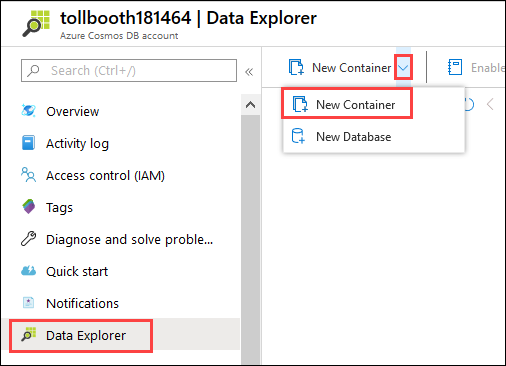 tollbooth181464 | Data Explorer
Azure Cosmos DB account
Search (Ctrl+/)
«
Overview
Activity log
Access control (IAM)
Tags
Diagnose and solve proble...
Quick start
Notifications
Data Explorer
New Container
Enable
New Container
New Database